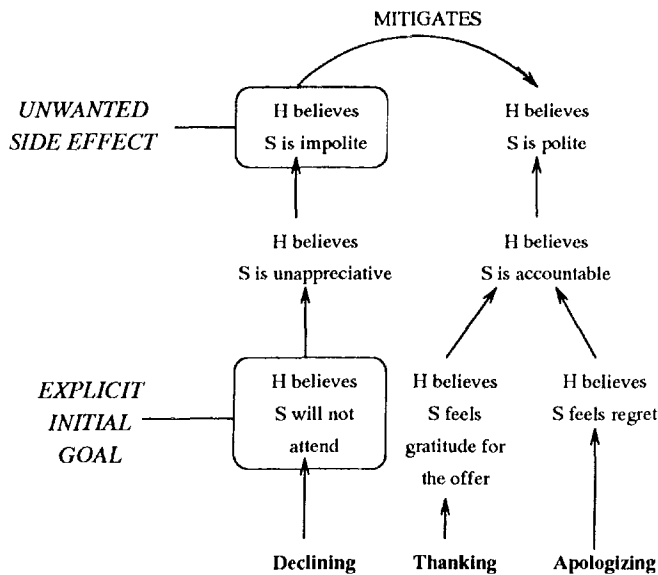 MITIGATES
UNWANTED
SIDE EFFECT
H believes
S is impolite
H believes
S is polite
H believes
S is unappreciative
H believes
S is accountable
EXPLICIT
INITIAL
GOAL
H believes
S will not
attend
H believes
S feels
gratitude for
the offer
H believes
S feels regret
Declining
Thanking
Apologizing